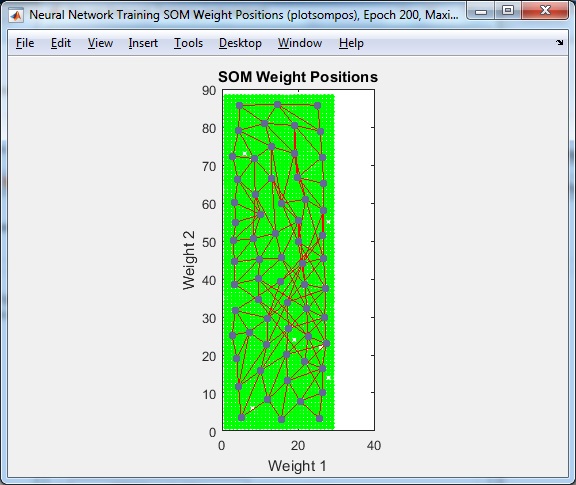 Neural Network Training SOM Weight Positions (plotsompos), Epoch 200, Maxi...
File Edit View Insert Tools Desktop Window Help
SOM Weight Positions
90
80
70
60
50
40
30
20
10
0
Weight 2
0 20 40
Weight 1